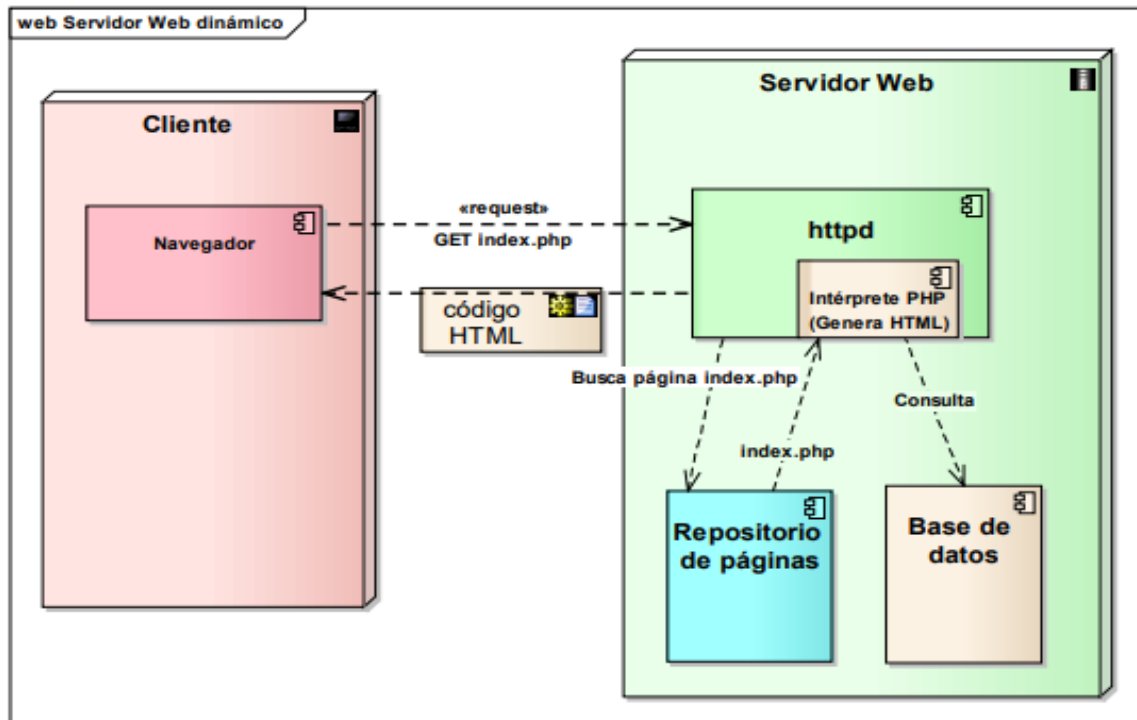 web Servidor Web dinámico
Cliente
Servidor Web
Navegador
«request»
GET index.php
httpd
código
HTML
Intérprete PHP
(Genera HTML)
Busca página index.php
Consulta
index.php
Repositorio
de páginas
Base de
datos